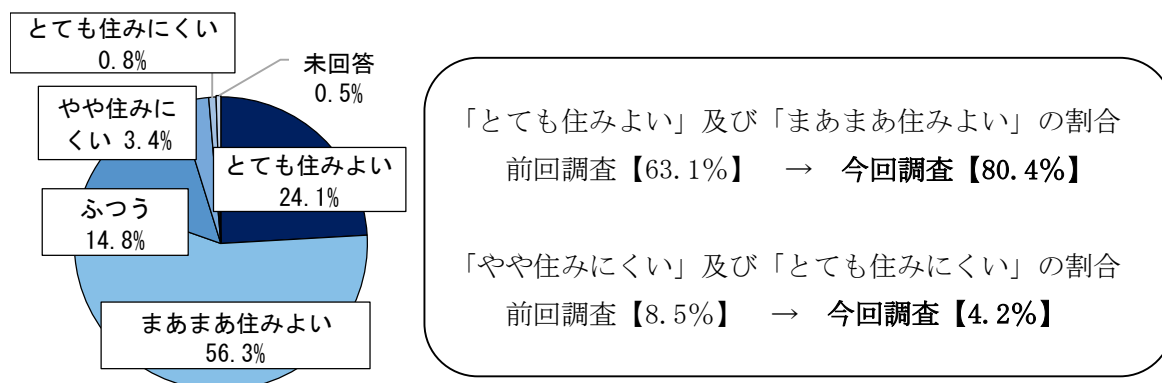 とても住みにくい
0.8%
未回答
0.5%
やや住みに
くい 3.4%
とても住みよい
24.1%
ふつう
14.8%
まあまあ住みよい
56.3%
「とても住みよい」及び「まあまあ住みよい」の割合
前回調査【63.1%】 → 今回調査【80.4%】
「やや住みにくい」及び「とても住みにくい」の割合
前回調査【8.5%】 → 今回調査【4.2%】